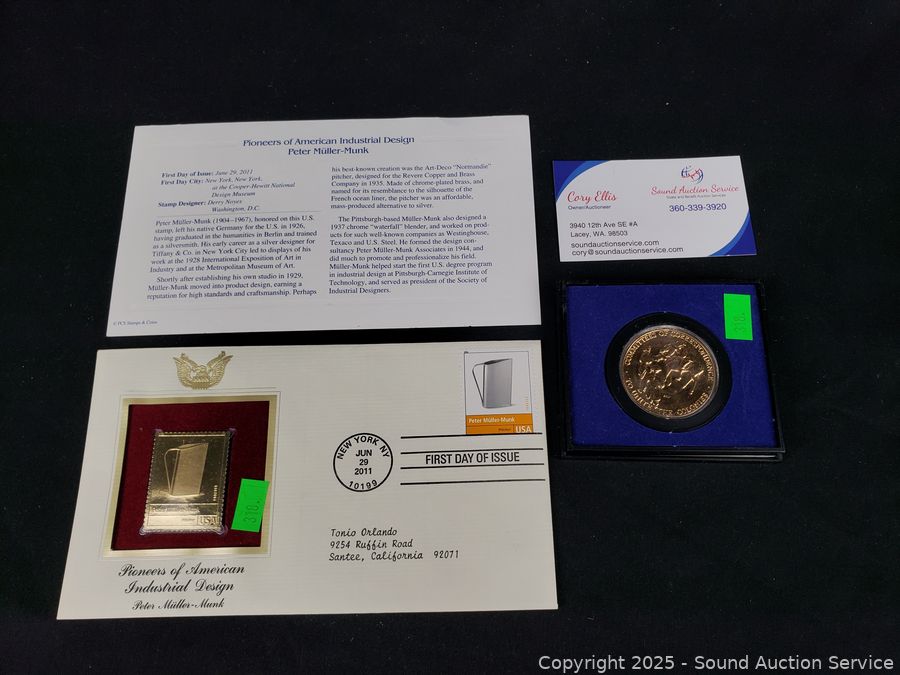 Pioneers of American Industrial Design
Peter Müller-Munk
First Day of Issue: June 29, 2011
First Day City: New York, New York,
at the Cooper-Hewitt National
Design Museum
Stamp Designer: Derry Noyes
Washington, D.C.
Peter Müller-Munk (1904–1967), honored on this U.S.
stamp, left his native Germany for the U.S. in 1926,
having graduated in the humanities in Berlin and trained
as a silversmith. His early career as a silver designer for
Tiffany & Co. in New York City led to displays of his
work at the 1928 International Exposition of Art in
Industry and at the Metropolitan Museum of Art.
Shortly after establishing his own studio in 1929,
Müller-Munk moved into product design, earning a
reputation for high standards and craftsmanship. Perhaps
his best-known creation was the Art-Deco "Normandie"
pitcher, designed for the Revere Copper and Brass
Company in 1935. Made of chrome-plated brass, and
named for its resemblance to the silhouette of the
French ocean liner, the pitcher was an affordable,
mass-produced alternative to silver.
The Pittsburgh-based Müller-Munk also designed a
1937 chrome "waterfall" blender, and worked on prod-
ucts for such well-known companies as Westinghouse,
Texaco and U.S. Steel. He formed the design con-
sultancy Peter Müller-Munk Associates in 1944, and
did much to promote and professionalize his field.
Müller-Munk helped start the first U.S. degree program
in industrial design at Pittsburgh-Carnegie Institute of
Technology, and served as president of the Society of
Industrial Designers.
© PCS Stamps & Coins
Cory Ellis
Owner/Auctioneer
Sound Auction Service
Estate and Benefit Auction Services
360-339-3920
3940 12th Ave SE #A
Lacey, WA. 98503
soundauctionservice.com
cory@soundauctionservice.com
318.
COMMITTEES OF CORRESPONDENCE
Peter Müller-Munk
Pitcher USA
NEW YORK NY
JUN
29
2011
10199
FIRST DAY OF ISSUE
USA
318.
Tonio Orlando
9254 Ruffin Road
Santee, California 92071
Pioneers of American
Industrial Design
Peter Müller-Munk
Copyright © 2025 - Sound Auction Service